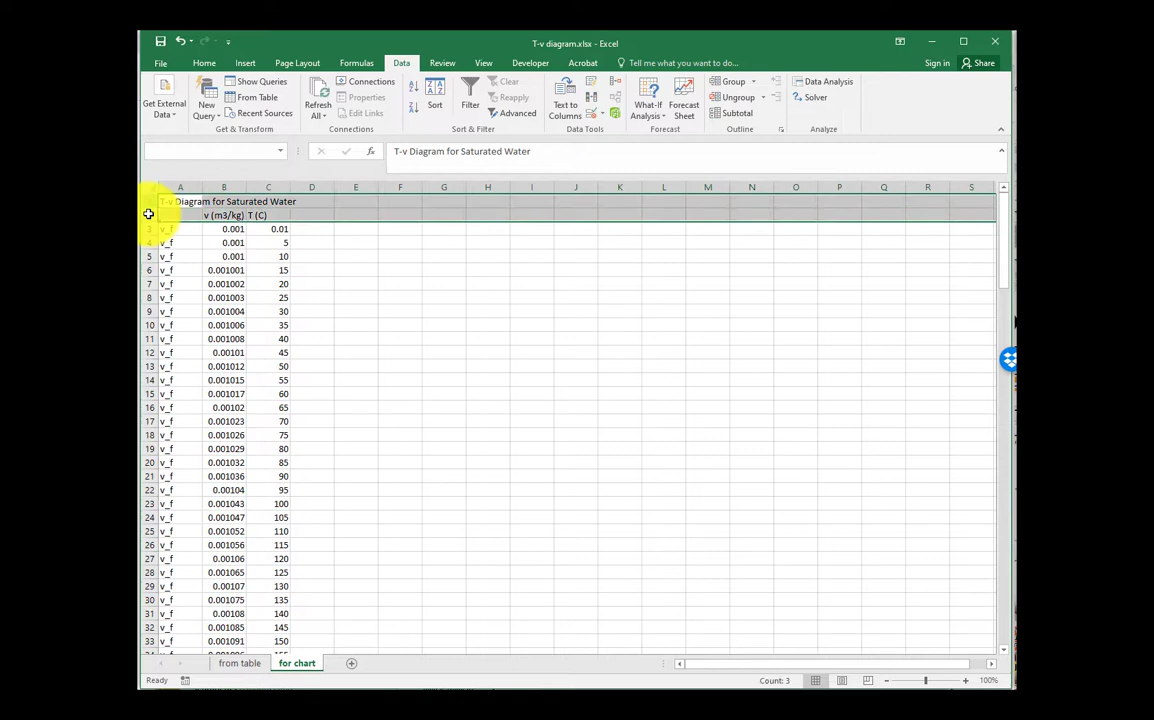 T-v diagram.xlsx - Excel
File Home Insert Page Layout Formulas Data Review View Developer Acrobat Tell me what you want to do... Sign in Share
Get External Data
New Query
Show Queries
From Table
Recent Sources
Get & Transform
Refresh All
Connections
Properties
Edit Links
Connections
Sort
Filter
Clear
Reapply
Advanced
Sort & Filter
Text to Columns
Data Tools
What-If Analysis
Forecast Sheet
Forecast
Group
Ungroup
Subtotal
Outline
Data Analysis
Solver
Analyze
fx T-v Diagram for Saturated Water
A B C D E F G H I J K L M N O P Q R S
T-v Diagram for Saturated Water
v (m3/kg) T (C)
3 v_f 0.001 0.01
4 v_f 0.001 5
5 v_f 0.001 10
6 v_f 0.001001 15
7 v_f 0.001002 20
8 v_f 0.001003 25
9 v_f 0.001004 30
10 v_f 0.001006 35
11 v_f 0.001008 40
12 v_f 0.00101 45
13 v_f 0.001012 50
14 v_f 0.001015 55
15 v_f 0.001017 60
16 v_f 0.00102 65
17 v_f 0.001023 70
18 v_f 0.001026 75
19 v_f 0.001029 80
20 v_f 0.001032 85
21 v_f 0.001036 90
22 v_f 0.00104 95
23 v_f 0.001043 100
24 v_f 0.001047 105
25 v_f 0.001052 110
26 v_f 0.001056 115
27 v_f 0.00106 120
28 v_f 0.001065 125
29 v_f 0.00107 130
30 v_f 0.001075 135
31 v_f 0.00108 140
32 v_f 0.001085 145
33 v_f 0.001091 150
from table for chart
Ready Count: 3 100%